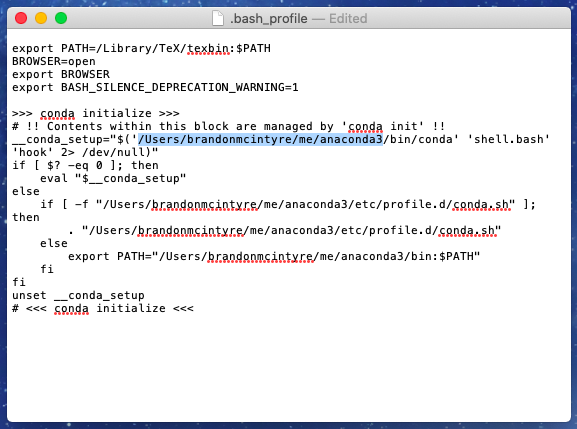 .bash_profile — Edited
export PATH=/Library/TeX/texbin:$PATH
BROWSER=open
export BROWSER
export BASH_SILENCE_DEPRECATION_WARNING=1
>>> conda initialize >>>
# !! Contents within this block are managed by 'conda init' !!
__conda_setup="$('/Users/brandonmcintyre/me/anaconda3/bin/conda' 'shell.bash'
'hook' 2> /dev/null)"
if [ $? -eq 0 ]; then
    eval "$__conda_setup"
else
    if [ -f "/Users/brandonmcintyre/me/anaconda3/etc/profile.d/conda.sh" ];
then
        . "/Users/brandonmcintyre/me/anaconda3/etc/profile.d/conda.sh"
    else
        export PATH="/Users/brandonmcintyre/me/anaconda3/bin:$PATH"
    fi
fi
unset __conda_setup
# <<< conda initialize <<<